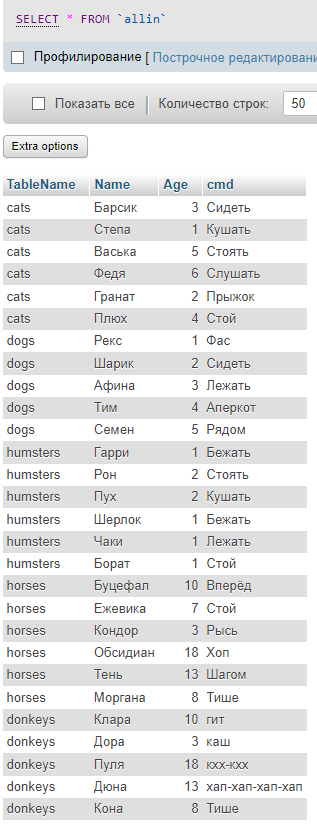 SELECT * FROM `allin`
Профилирование [ Построчное редактировани
Показать все Количество строк: 50
Extra options
TableName Name Age cmd
cats Барсик 3 Сидеть
cats Степа 1 Кушать
cats Васька 5 Стоять
cats Федя 6 Слушать
cats Гранат 2 Прыжок
cats Плюх 4 Стой
dogs Рекс 1 Фас
dogs Шарик 2 Сидеть
dogs Афина 3 Лежать
dogs Тим 4 Аперкот
dogs Семен 5 Рядом
humsters Гарри 1 Бежать
humsters Рон 2 Стоять
humsters Пух 2 Кушать
humsters Шерлок 1 Бежать
humsters Чаки 1 Лежать
humsters Борат 1 Стой
horses Буцефал 10 Вперёд
horses Ежевика 7 Стой
horses Кондор 3 Рысь
horses Обсидиан 18 Хоп
horses Тень 13 Шагом
horses Моргана 8 Тише
donkeys Клара 10 гит
donkeys Дора 3 каш
donkeys Пуля 18 кхх-кхх
donkeys Дюна 13 хап-хап-хап-хап
donkeys Кона 8 Тише